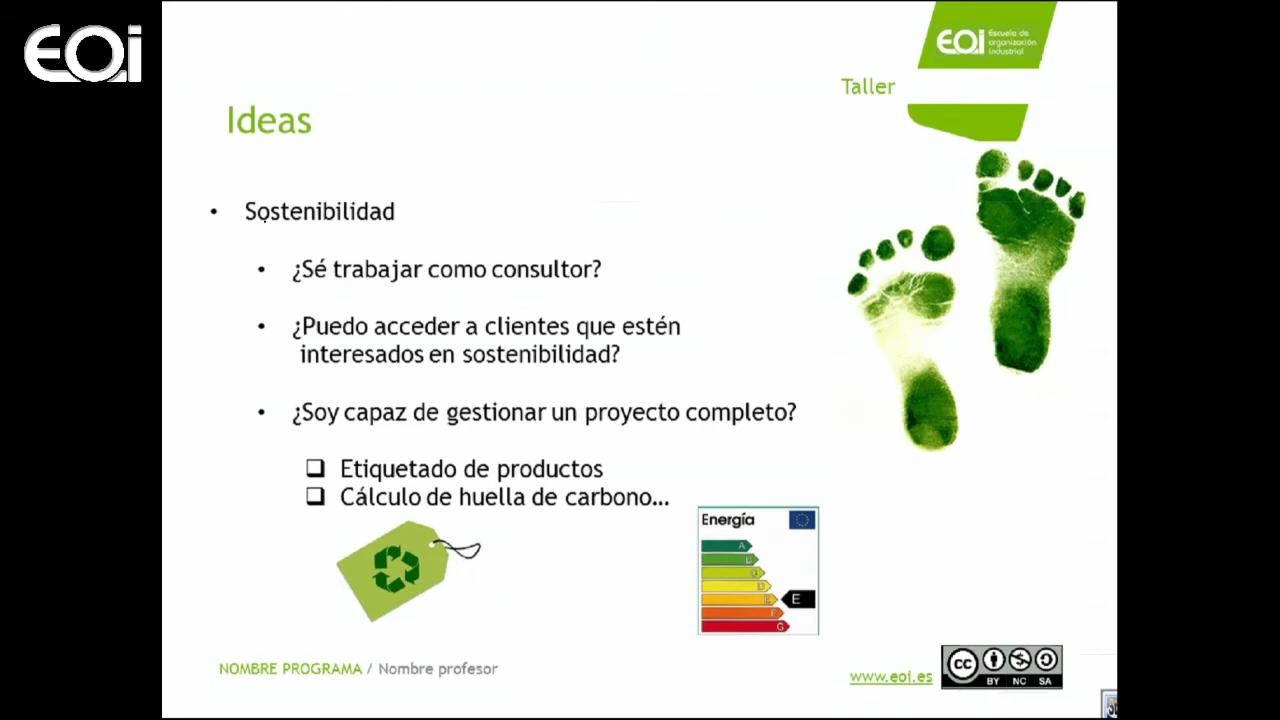 EOi
EOi Escuela de
organización
industrial
Taller
Ideas
• Sostenibilidad
• ¿Sé trabajar como consultor?
• ¿Puedo acceder a clientes que estén
interesados en sostenibilidad?
• ¿Soy capaz de gestionar un proyecto completo?
❑ Etiquetado de productos
❑ Cálculo de huella de carbono...
Energía
A
B
C
D
E
E
F
G
NOMBRE PROGRAMA / Nombre profesor
www.eoi.es
cc
BY NC SA